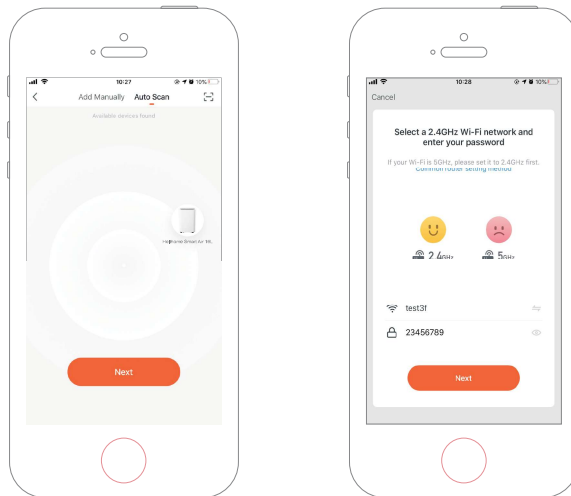 10:27
10%
Add Manually Auto Scan
Available devices found
Smart Air
Next
10:28
10%
Cancel
Select a 2.4GHz Wi-Fi network and
enter your password
If your Wi-Fi is 5GHz, please set it to 2.4GHz first.
Common router setting method
2.4GHz
5GHz
test3f
23456789
Next